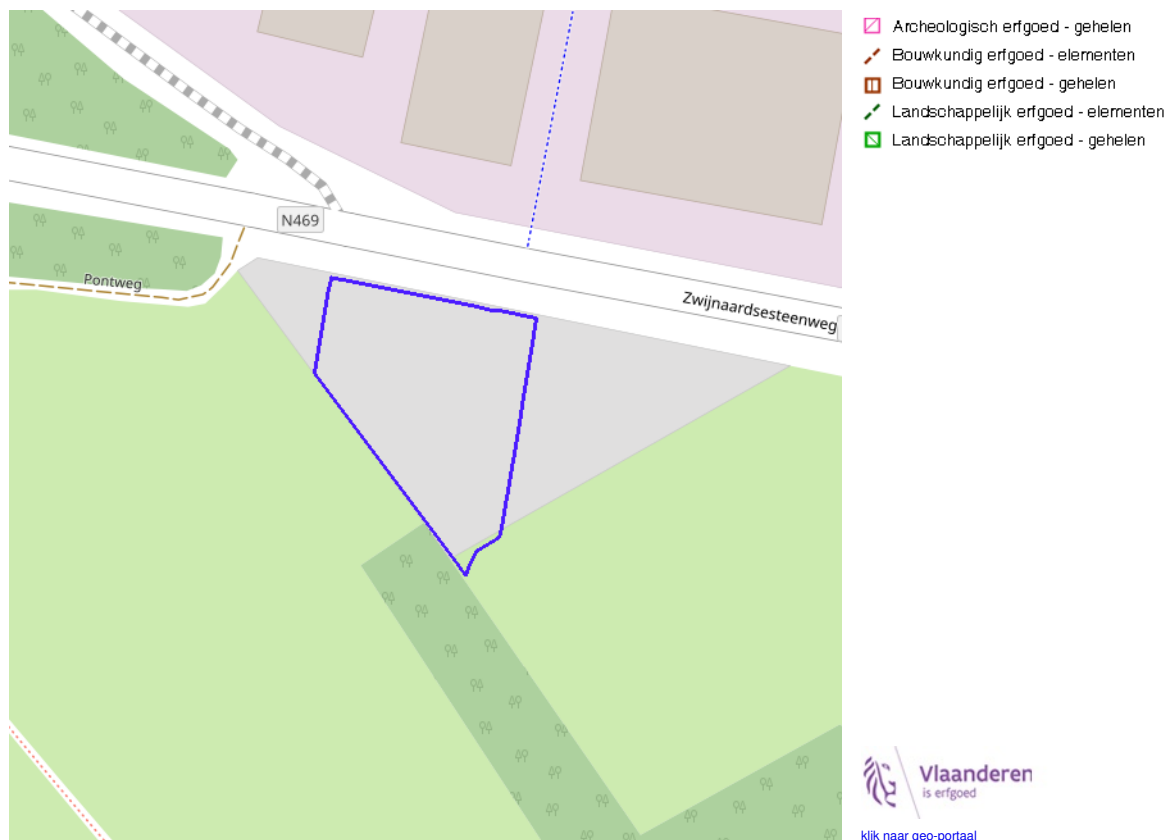 Archeologisch erfgoed - gehelen
Bouwkundig erfgoed - elementen
Bouwkundig erfgoed - gehelen
Landschappelijk erfgoed - elementen
Landschappelijk erfgoed - gehelen
N469
Pontweg
Zwijnaardsesteenweg
Vlaanderen
is erfgoed
klik naar geo-portaal